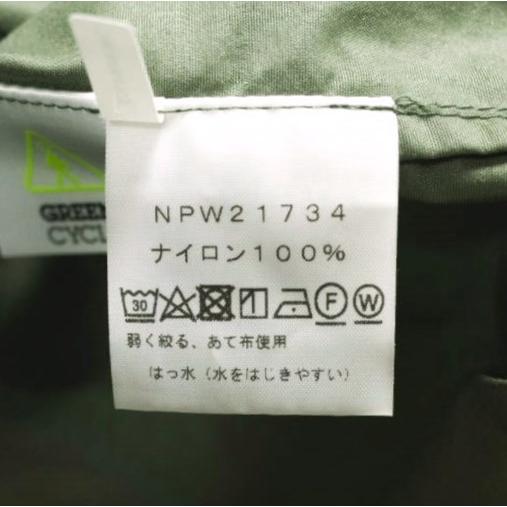 GREEN
CYCL
NPW21734
ナイロン100%
30 F W
弱く絞る、あて布使用
はっ水（水をはじきやすい）